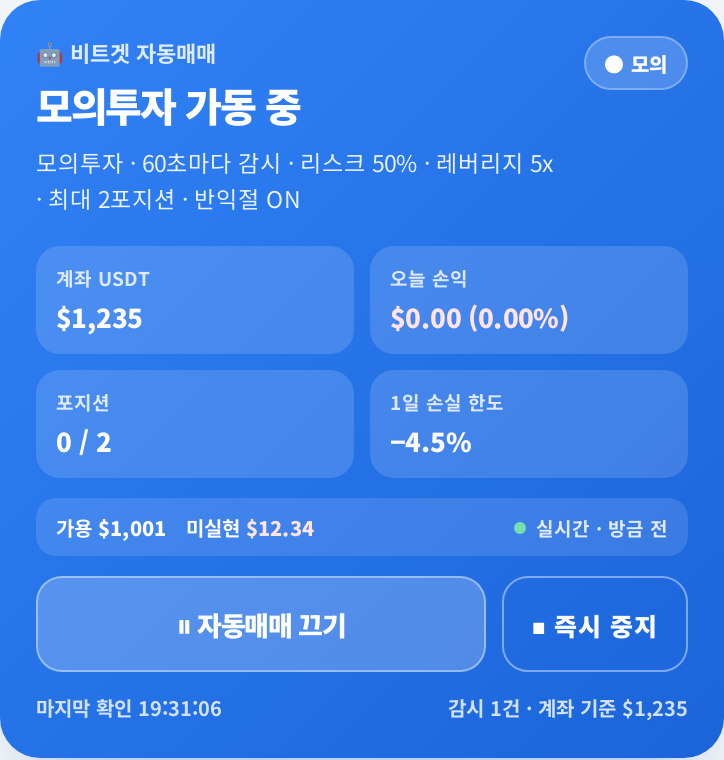 🤖 비트겟 자동매매
● 모의
모의투자 가동 중
모의투자 · 60초마다 감시 · 리스크 50% · 레버리지 5x
· 최대 2포지션 · 반익절 ON
계좌 USDT
$1,235
오늘 손익
$0.00 (0.00%)
포지션
0 / 2
1일 손실 한도
−4.5%
가용 $1,001 미실현 $12.34
실시간 · 방금 전
⏸ 자동매매 끄기
■ 즉시 중지
마지막 확인 19:31:06
감시 1건 · 계좌 기준 $1,235